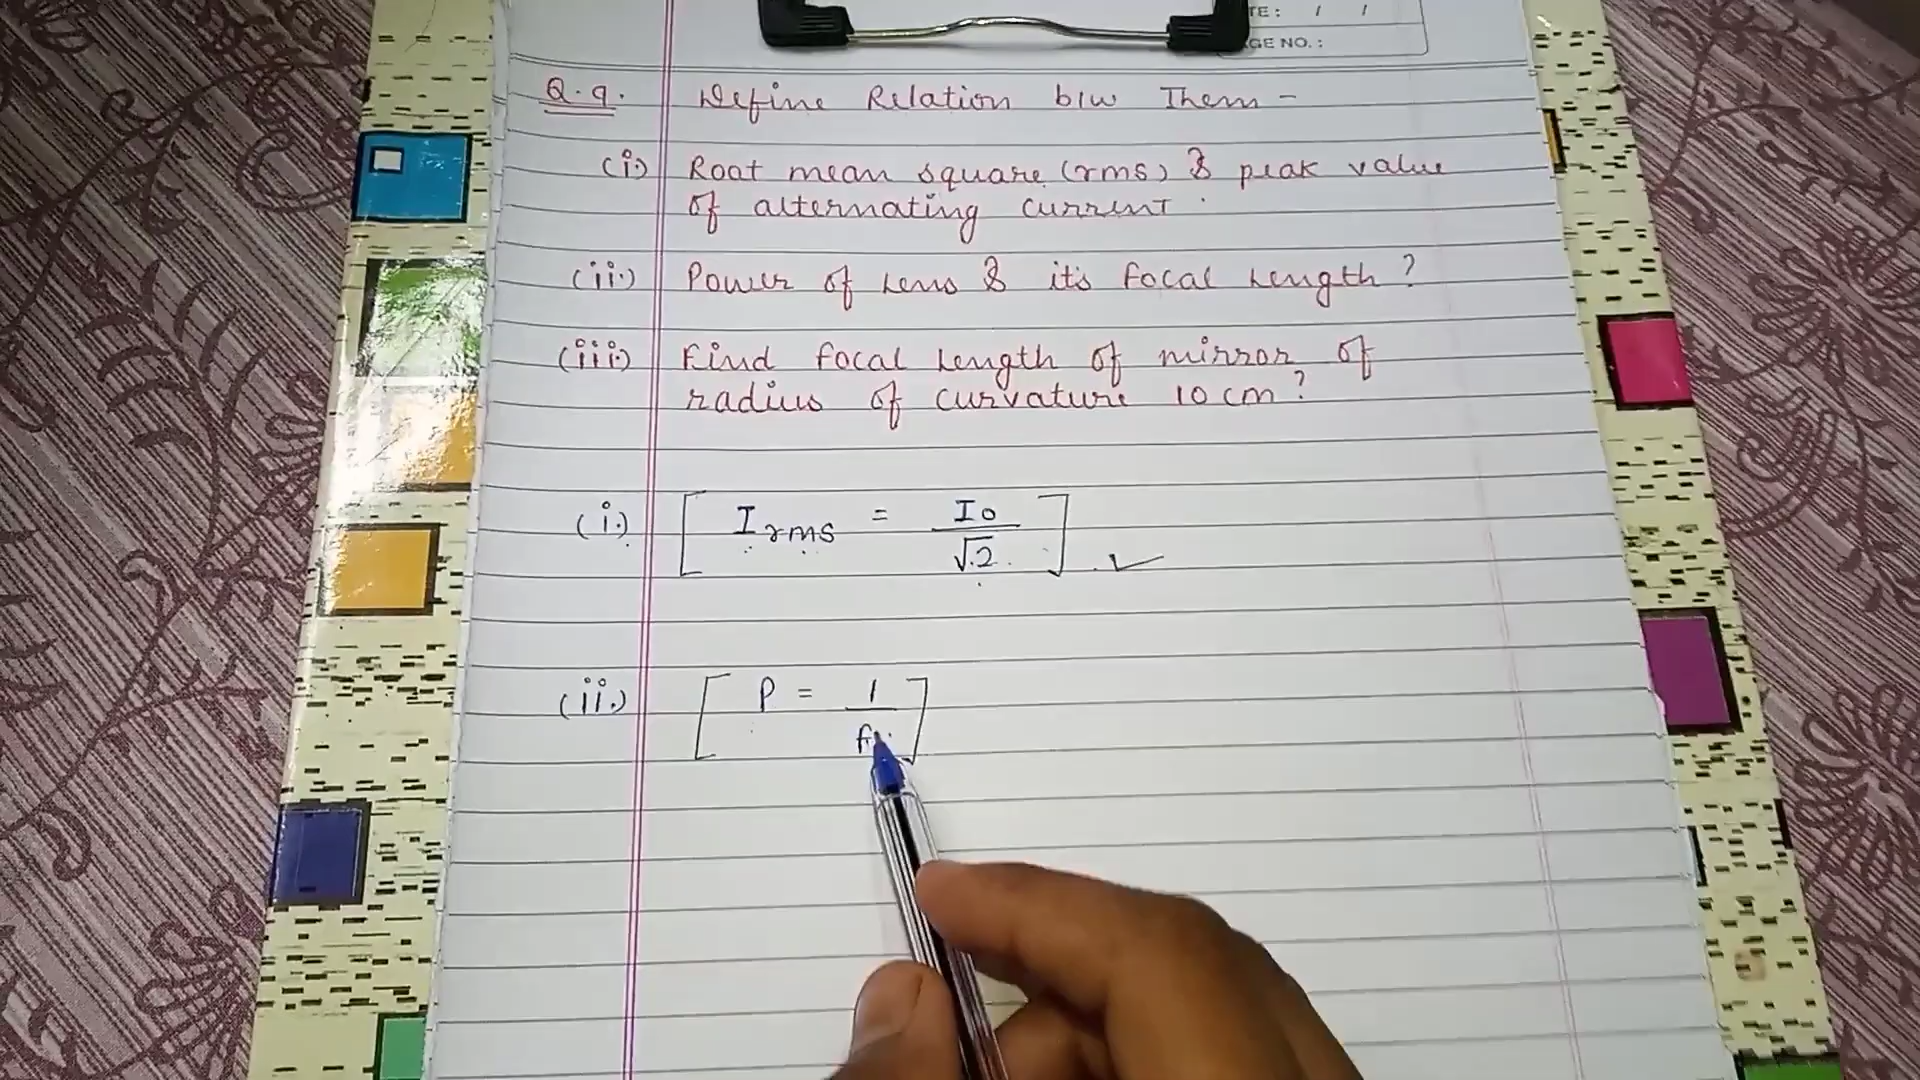 TE: / /
GE NO. :
Q.9. Define Relation b/w Them -
(i.) Root mean square (rms) & peak value
of alternating current.
(ii.) Power of Lens & it's Focal Length ?
(iii.) Find Focal Length of mirror of
radius of curvature 10 cm ?
(i.) [ Irms = I0 / √2 ] . ✓
(ii.) [ P = 1 / f ]